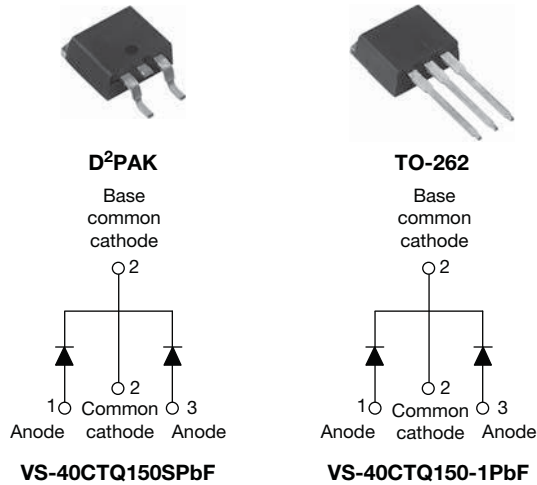 D²PAK
Base
common
cathode
2
2
1
Common
3
Anode
cathode
Anode
VS-40CTQ150SPbF
TO-262
Base
common
cathode
2
2
1
Common
3
Anode
cathode
Anode
VS-40CTQ150-1PbF